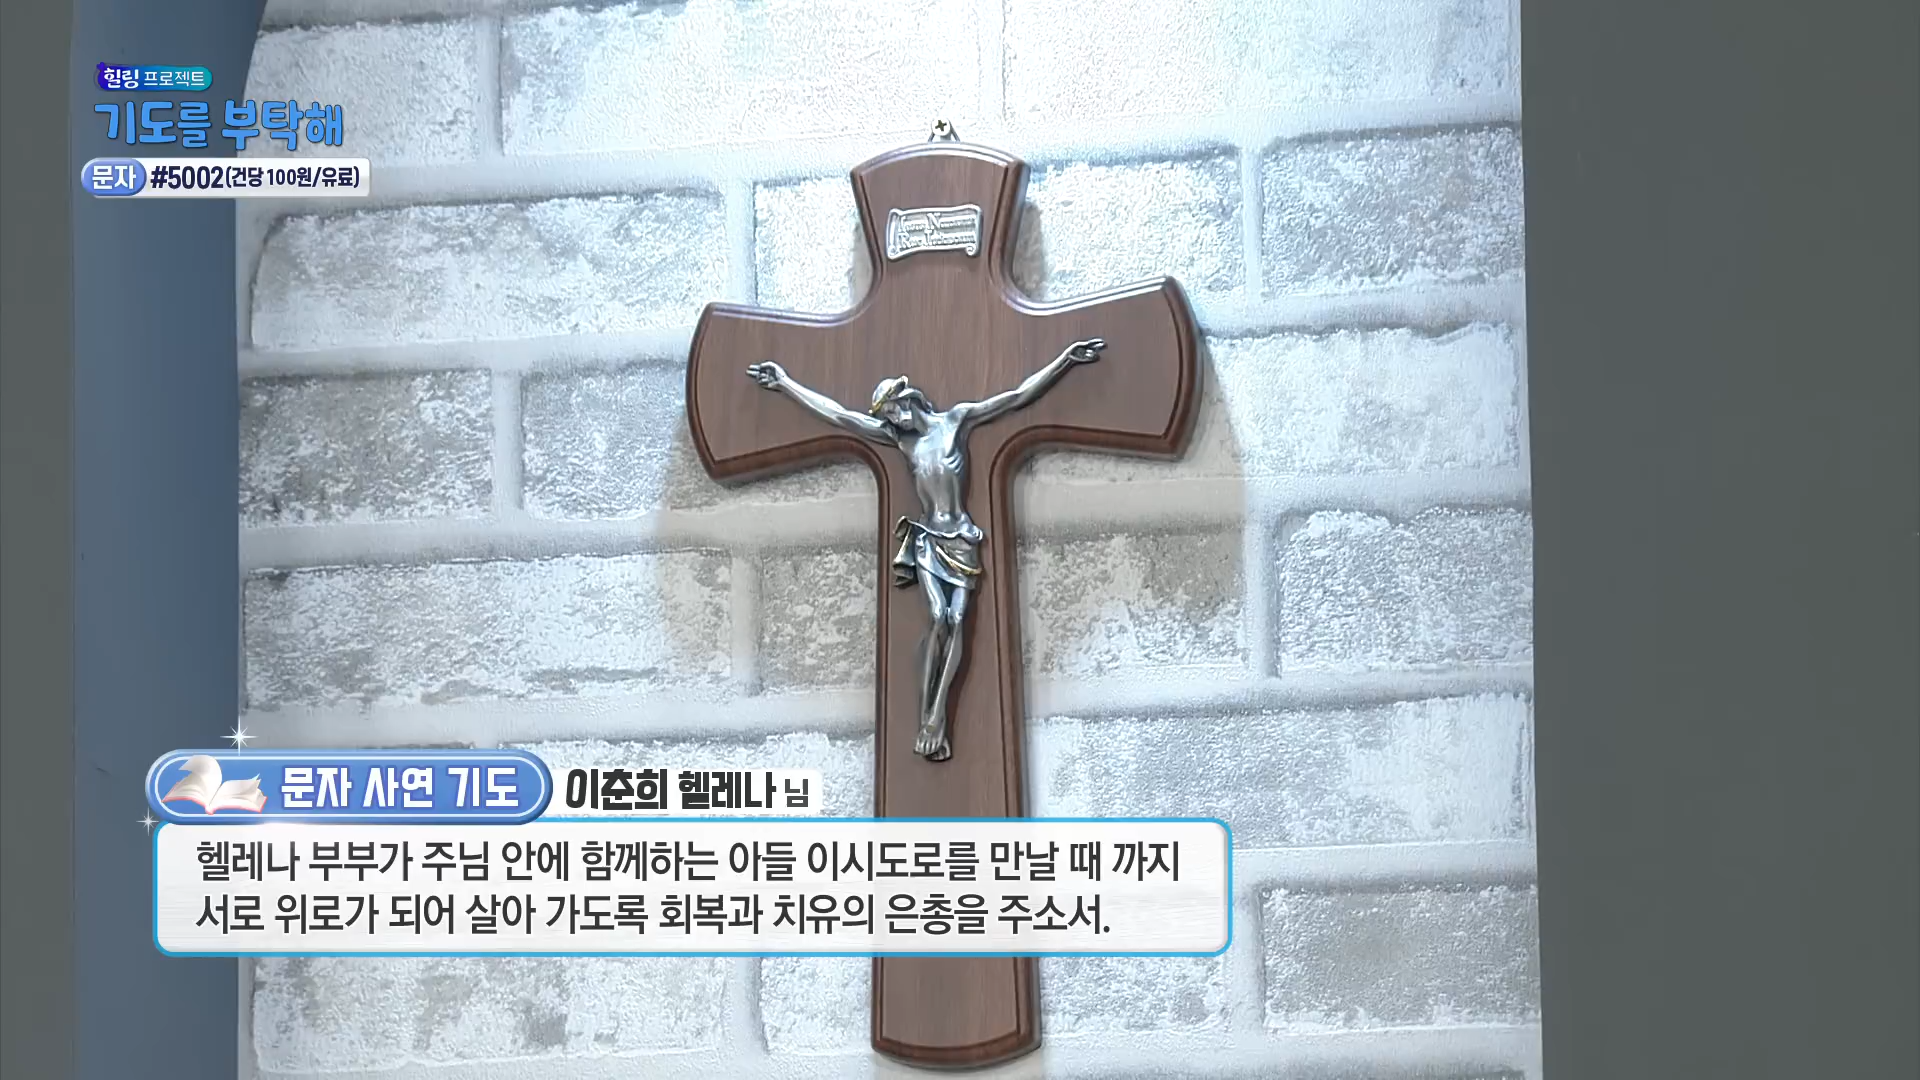 힐링 프로젝트
기도를 부탁해
문자 #5002(건당 100원/유료)
문자 사연 기도 이춘희 헬레나 님
헬레나 부부가 주님 안에 함께하는 아들 이시도로를 만날 때 까지
서로 위로가 되어 살아 가도록 회복과 치유의 은총을 주소서.